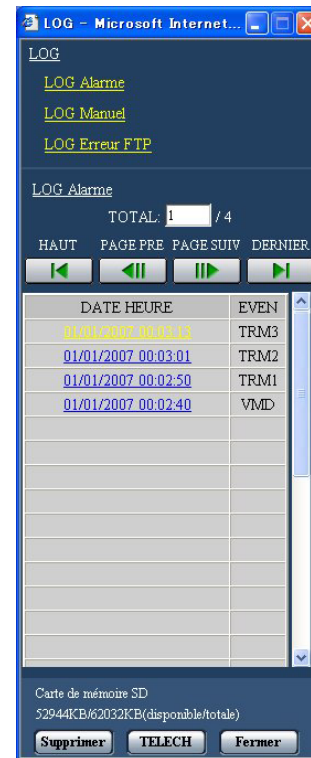 LOG - Microsoft Internet...
LOG
LOG Alarme
LOG Manuel
LOG Erreur FTP
LOG Alarme
TOTAL: 1 / 4
HAUT PAGE PRE PAGE SUIV DERNIER
DATE HEURE EVEN
01/01/2007 00:03:13 TRM3
01/01/2007 00:03:01 TRM2
01/01/2007 00:02:50 TRM1
01/01/2007 00:02:40 VMD
Carte de mémoire SD
52944KB/62032KB(disponible/totale)
Supprimer TELECH Fermer